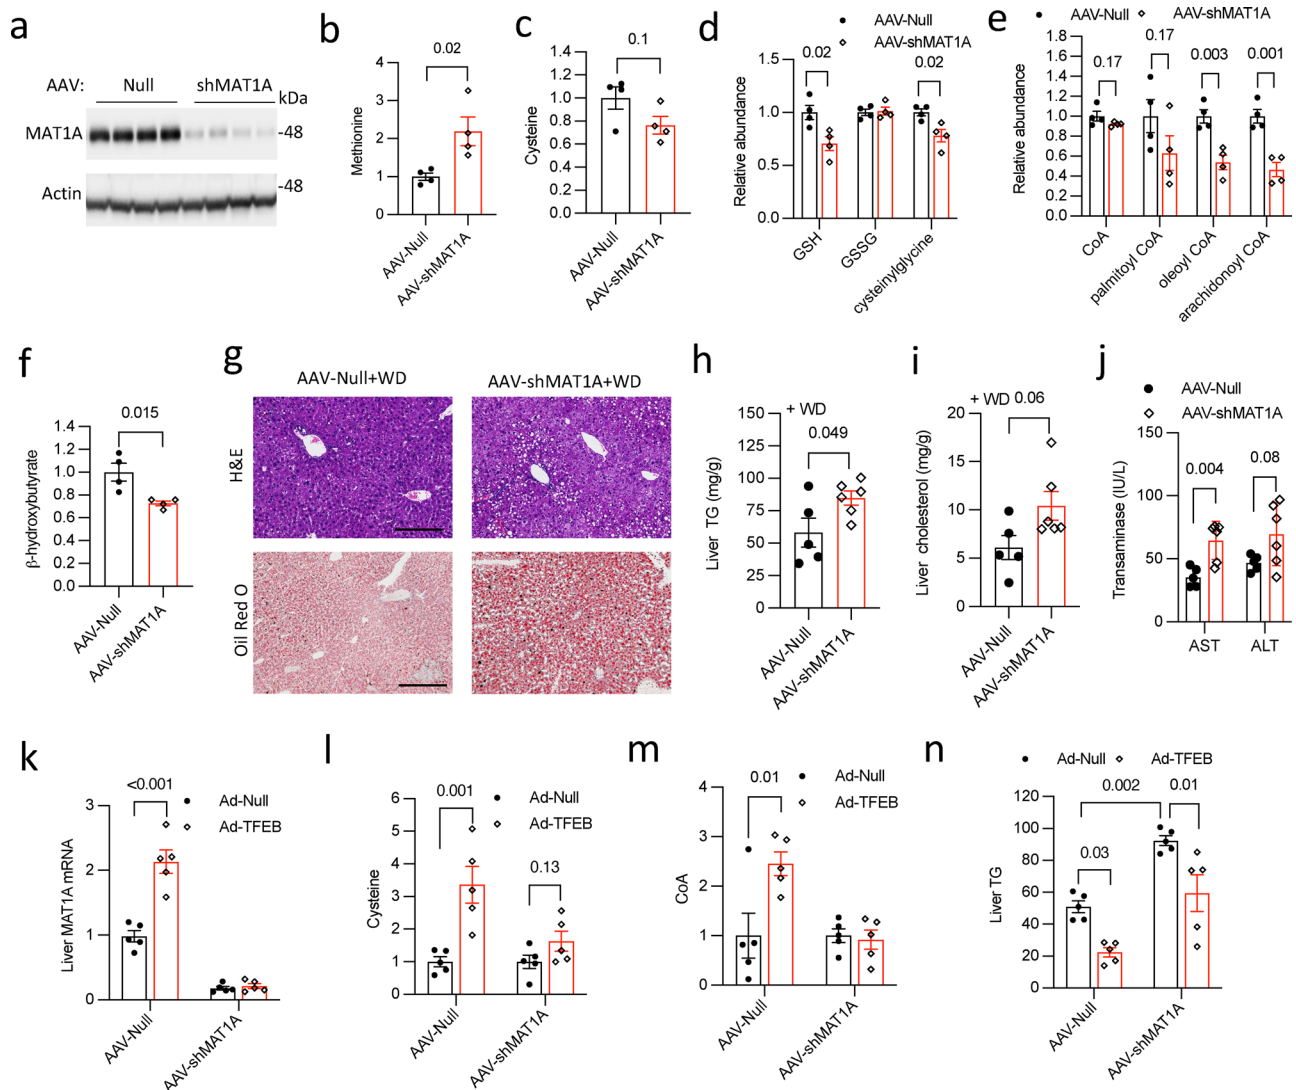 a
AAV: Null shMAT1A
kDa
MAT1A
-48
Actin
-48
b
0.02
Methionine
4
3
2
1
0
AAV-Null
AAV-shMAT1A
c
0.1
Cysteine
1.4
1.2
1.0
0.8
0.6
0.4
0.2
0.0
AAV-Null
AAV-shMAT1A
d
AAV-Null
AAV-shMAT1A
0.02
0.02
Relative abundance
1.5
1.0
0.5
0.0
GSH
GSSG
cysteinylglycine
e
AAV-Null AAV-shMAT1A
0.17
0.17
0.003
0.001
Relative abundance
1.8
1.6
1.4
1.2
1.0
0.8
0.6
0.4
0.2
0.0
CoA
palmitoyl CoA
oleoyl CoA
arachidonoyl CoA
f
0.015
β-hydroxybutyrate
1.4
1.2
1.0
0.8
0.6
0.4
0.2
0.0
AAV-Null
AAV-shMAT1A
g
AAV-Null+WD
AAV-shMAT1A+WD
H&E
Oil Red O
h
+ WD
0.049
Liver TG (mg/g)
150
125
100
75
50
25
0
AAV-Null
AAV-shMAT1A
i
+ WD 0.06
Liver cholesterol (mg/g)
20
15
10
5
0
AAV-Null
AAV-shMAT1A
j
AAV-Null
AAV-shMAT1A
0.004
0.08
Transaminase (IU/L)
150
100
50
0
AST
ALT
k
<0.001
Ad-Null
Ad-TFEB
Liver MAT1A mRNA
3
2
1
0
AAV-Null
AAV-shMAT1A
l
0.001
Ad-Null
Ad-TFEB
0.13
Cysteine
6
5
4
3
2
1
0
AAV-Null
AAV-shMAT1A
m
0.01
Ad-Null
Ad-TFEB
CoA
4
3
2
1
0
AAV-Null
AAV-shMAT1A
n
Ad-Null Ad-TFEB
0.002
0.01
0.03
Liver TG
120
100
80
60
40
20
0
AAV-Null
AAV-shMAT1A